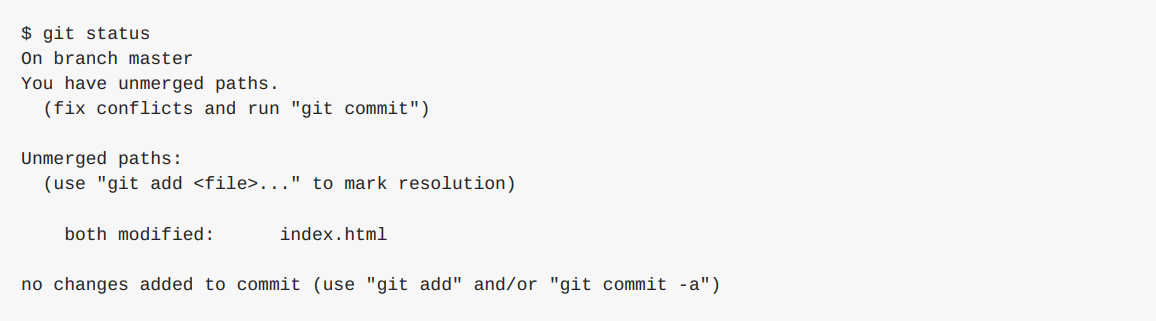 $ git status
On branch master
You have unmerged paths.
  (fix conflicts and run "git commit")

Unmerged paths:
  (use "git add <file>..." to mark resolution)

    both modified:      index.html

no changes added to commit (use "git add" and/or "git commit -a")